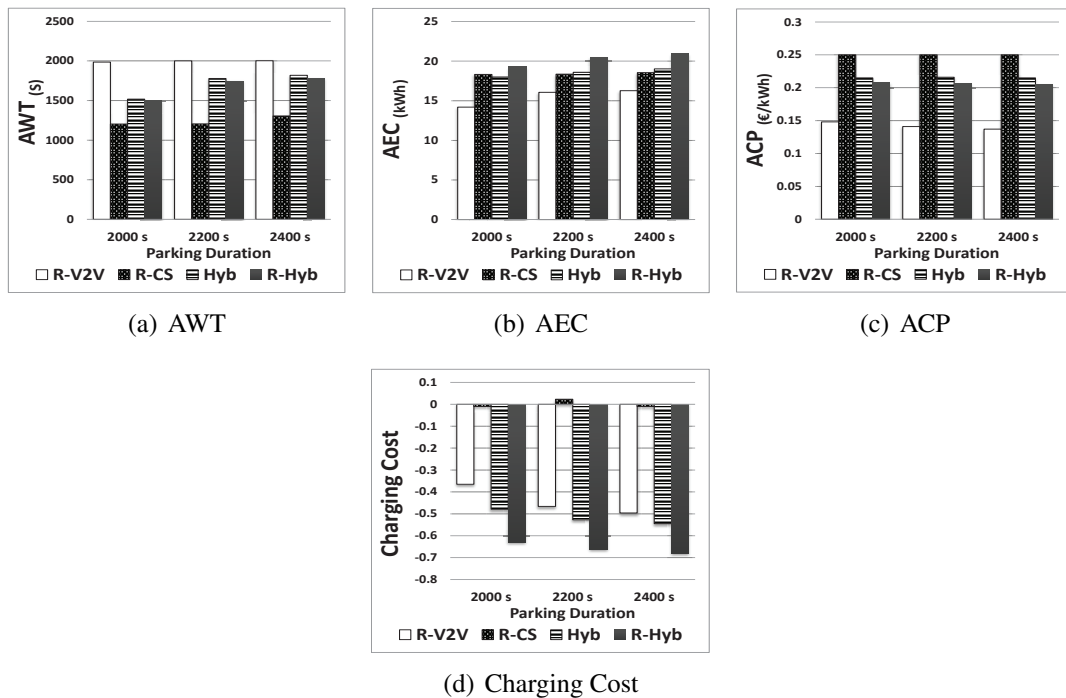 AWT (S)
2500
2000
1500
1000
500
0
2000 s 2200 s 2400 s
Parking Duration
R-V2V R-CS Hyb R-Hyb
(a) AWT
AEC (kWh)
25
20
15
10
5
0
2000 s 2200 s 2400 s
Parking Duration
R-V2V R-CS Hyb R-Hyb
(b) AEC
ACP (€/kWh)
0.3
0.25
0.2
0.15
0.1
0.05
0
2000 s 2200 s 2400 s
Parking Duration
R-V2V R-CS Hyb R-Hyb
(c) ACP
Charging Cost
0.1
0
-0.1
-0.2
-0.3
-0.4
-0.5
-0.6
-0.7
-0.8
2000 s 2200 s 2400 s
Parking Duration
R-V2V R-CS Hyb R-Hyb
(d) Charging Cost